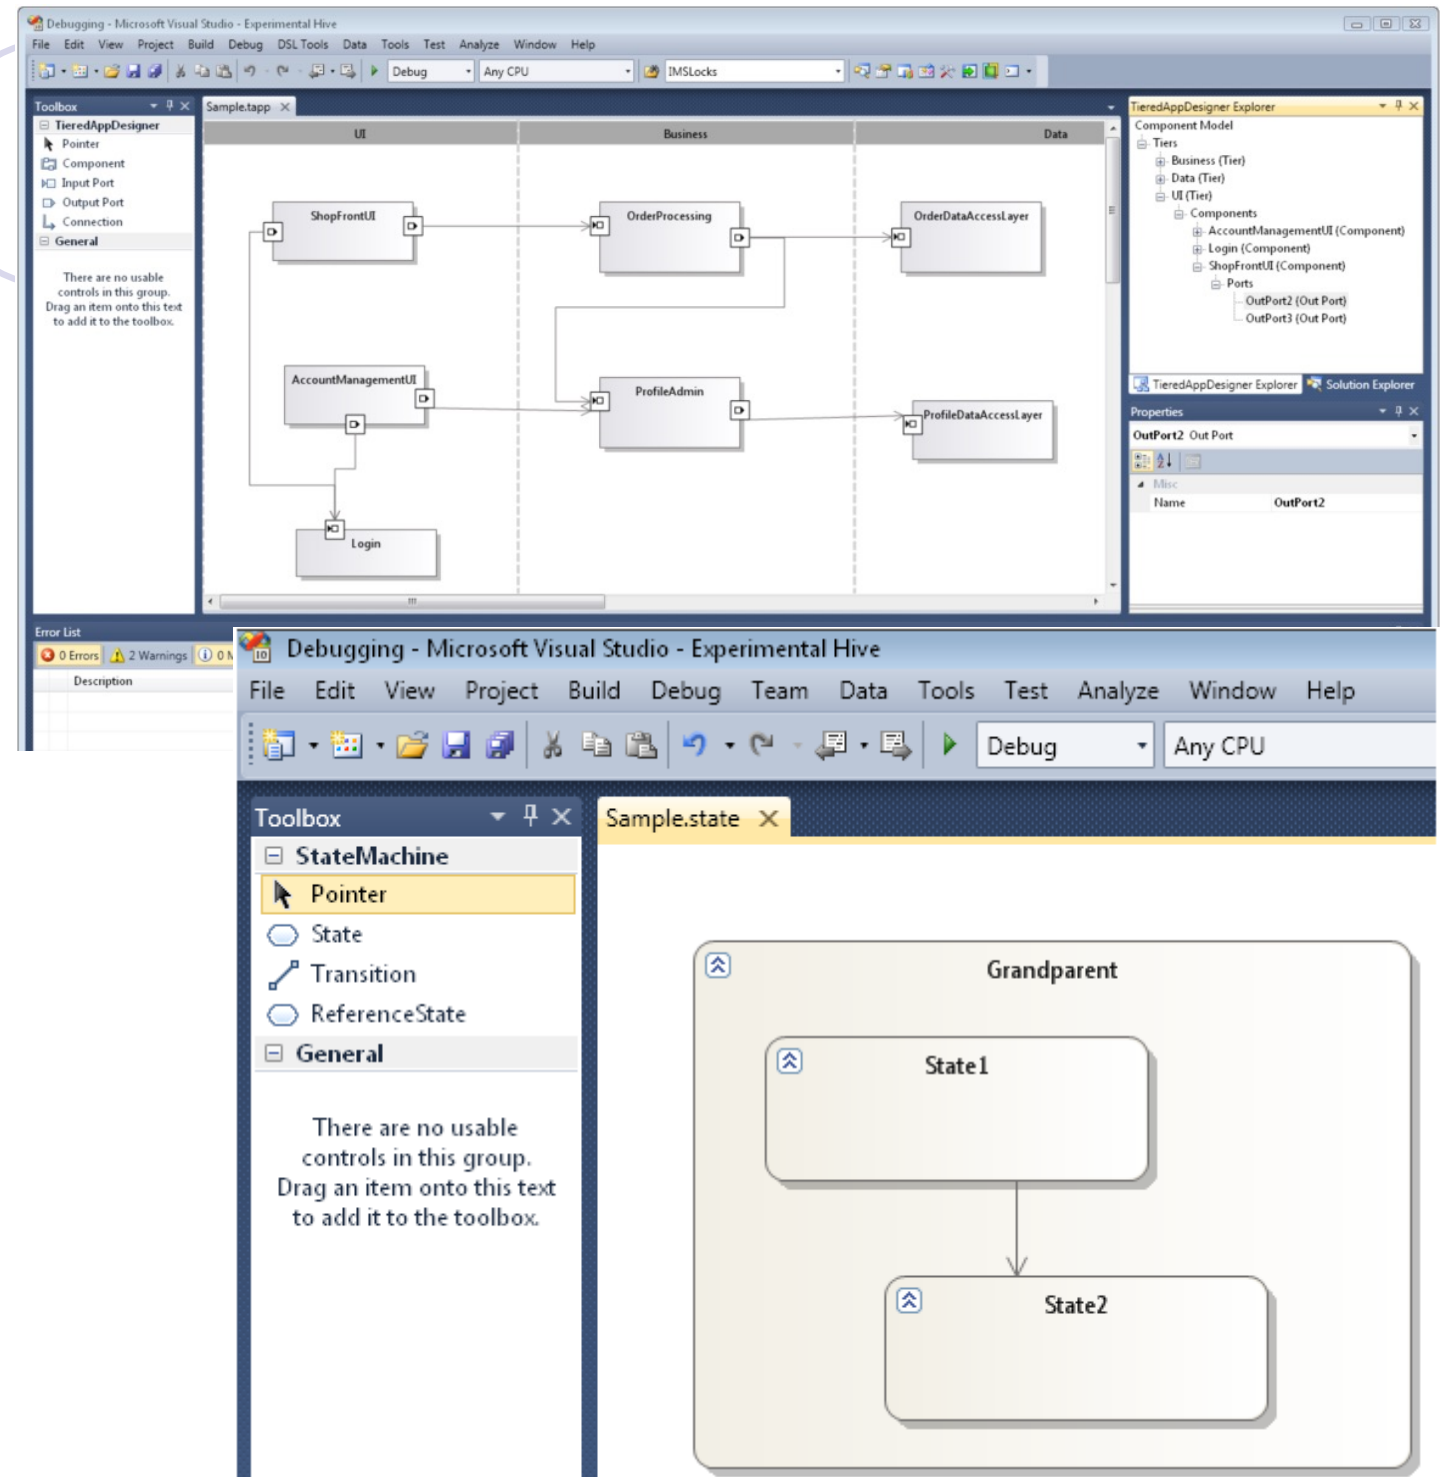 Debugging - Microsoft Visual Studio - Experimental Hive
File Edit View Project Build Debug DSL Tools Data Tools Test Analyze Window Help
Debug Any CPU IMSLocks
Toolbox
TieredAppDesigner
Pointer
Component
Input Port
Output Port
Connection
General
There are no usable
controls in this group.
Drag an item onto this text
to add it to the toolbox.
Sample.tapp
UI Business Data
ShopFrontUI OrderProcessing OrderDataAccessLayer
AccountManagementUI ProfileAdmin ProfileDataAccessLayer
Login
TieredAppDesigner Explorer
Component Model
Tiers
Business (Tier)
Data (Tier)
UI (Tier)
Components
AccountManagementUI (Component)
Login (Component)
ShopFrontUI (Component)
Ports
OutPort2 (Out Port)
OutPort3 (Out Port)
TieredAppDesigner Explorer Solution Explorer
Properties
OutPort2 Out Port
Misc
Name OutPort2
Error List
0 Errors 2 Warnings 0
Description
Debugging - Microsoft Visual Studio - Experimental Hive
File Edit View Project Build Debug Team Data Tools Test Analyze Window Help
Debug Any CPU
Toolbox
StateMachine
Pointer
State
Transition
ReferenceState
General
There are no usable
controls in this group.
Drag an item onto this text
to add it to the toolbox.
Sample.state
Grandparent
State1
State2